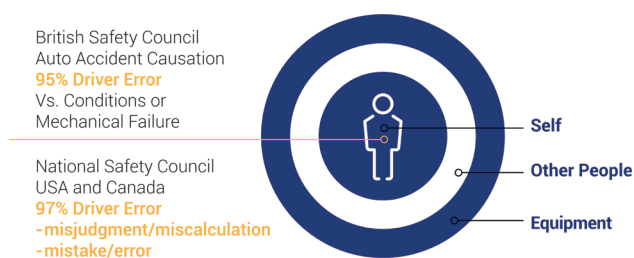 British Safety Council
Auto Accident Causation
95% Driver Error
Vs. Conditions or
Mechanical Failure
National Safety Council
USA and Canada
97% Driver Error
-misjudgment/miscalculation
-mistake/error
Self
Other People
Equipment